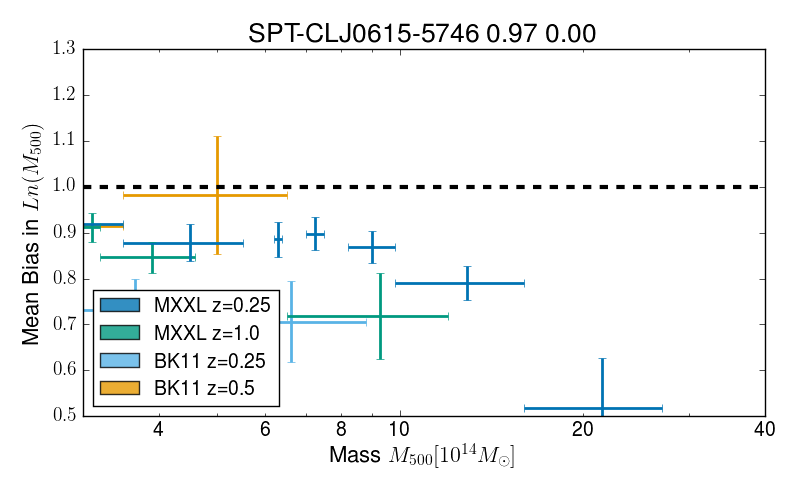 SPT-CLJ0615-5746 0.97 0.00
1.3
1.2
1.1
1.0
0.9
0.8
0.7
0.6
0.5
Mean Bias in Ln(M500)
MXXL z=0.25
MXXL z=1.0
BK11 z=0.25
BK11 z=0.5
4 6 8 10 20 40
Mass M500[10^14 M⊙]